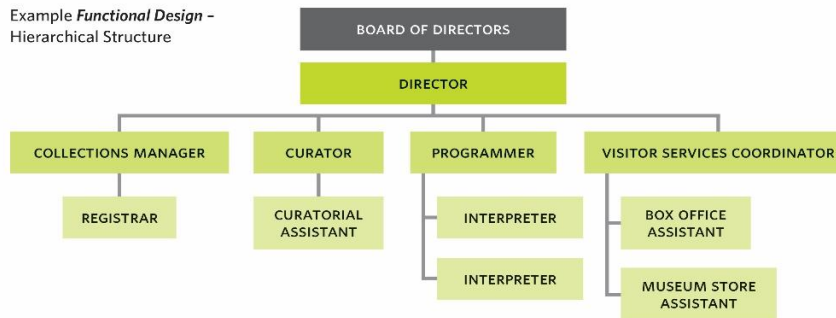 Example Functional Design –
Hierarchical Structure
BOARD OF DIRECTORS
DIRECTOR
COLLECTIONS MANAGER
CURATOR
PROGRAMMER
VISITOR SERVICES COORDINATOR
REGISTRAR
CURATORIAL
ASSISTANT
INTERPRETER
BOX OFFICE
ASSISTANT
INTERPRETER
MUSEUM STORE
ASSISTANT